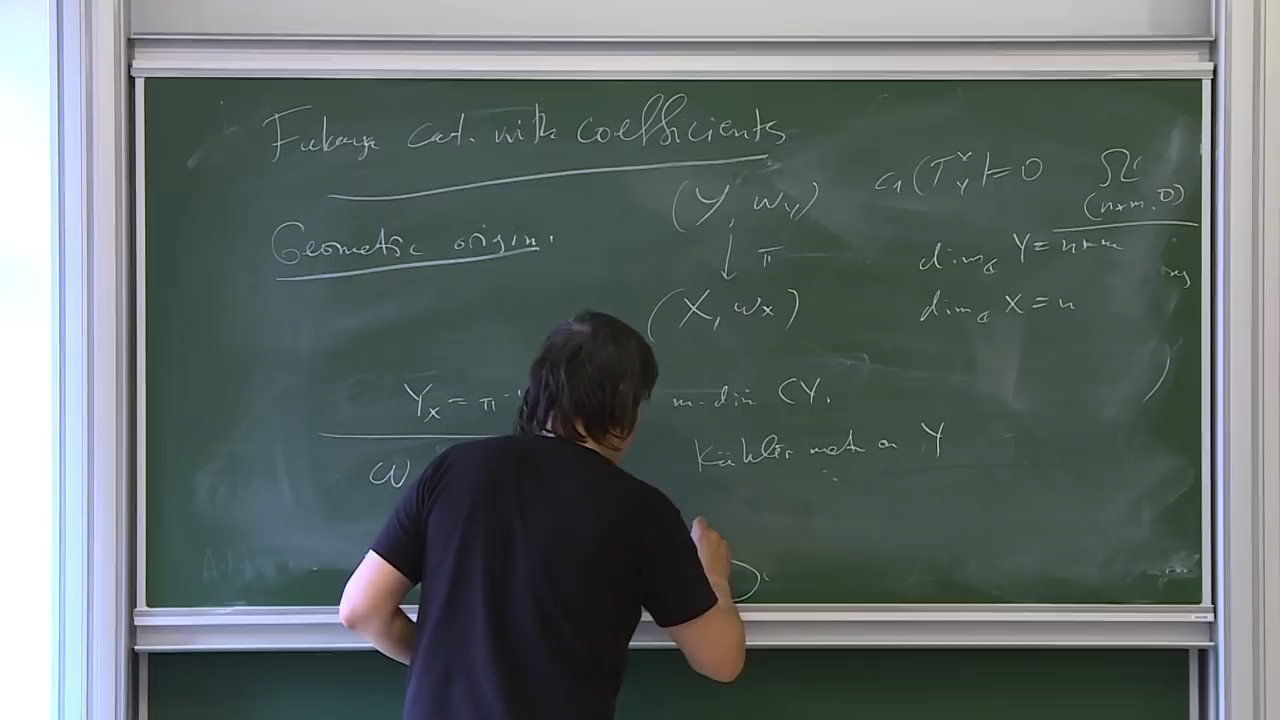 Fukaya cat. with coefficients
Geometric origin.
(Y, ω_Y)
↓ π
(X, ω_X)
c_1(T_Y^*)=0
Ω
(n+m, 0)
dim_ℂ Y = n+m
dim_ℂ X = n
Y_x = π^-1
m-dim CY.
ω
Kähler met on Y